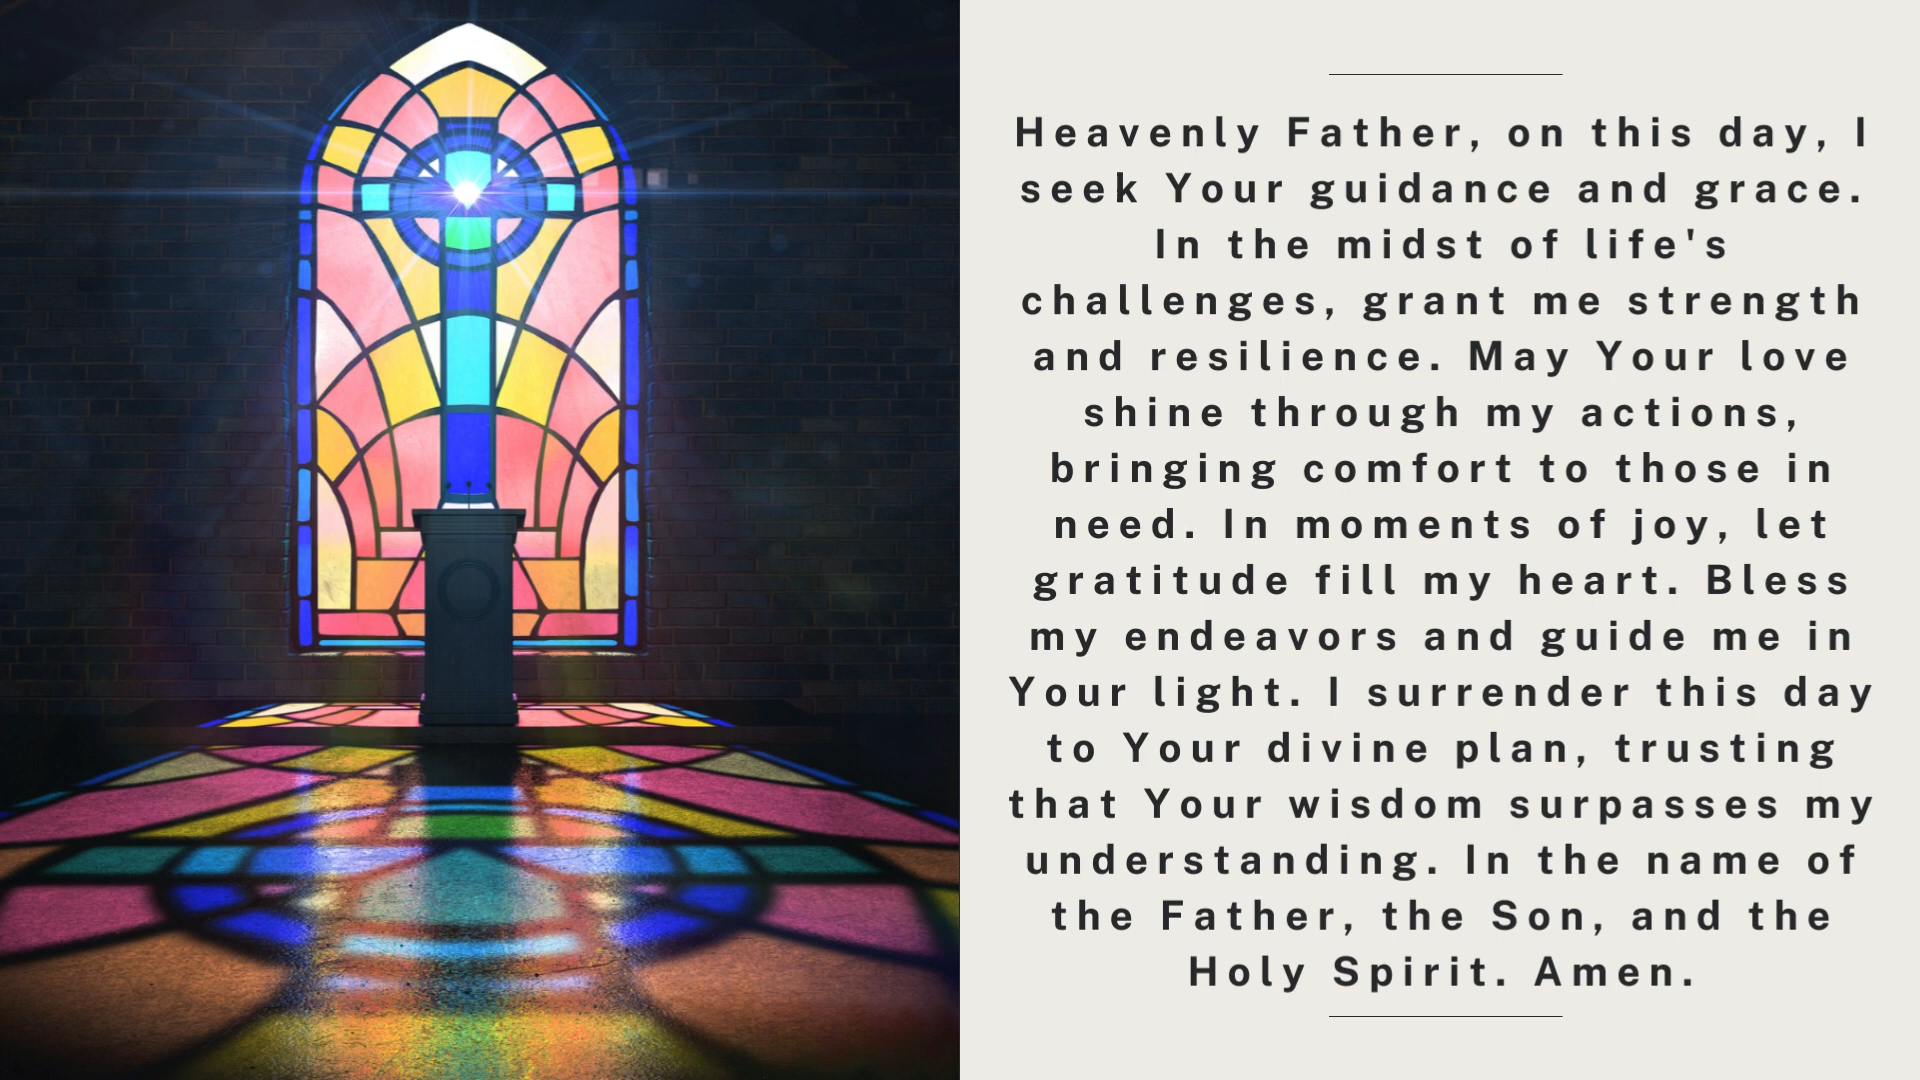 Heavenly Father, on this day, I
seek Your guidance and grace.
In the midst of life's
challenges, grant me strength
and resilience. May Your love
shine through my actions,
bringing comfort to those in
need. In moments of joy, let
gratitude fill my heart. Bless
my endeavors and guide me in
Your light. I surrender this day
to Your divine plan, trusting
that Your wisdom surpasses my
understanding. In the name of
the Father, the Son, and the
Holy Spirit. Amen.